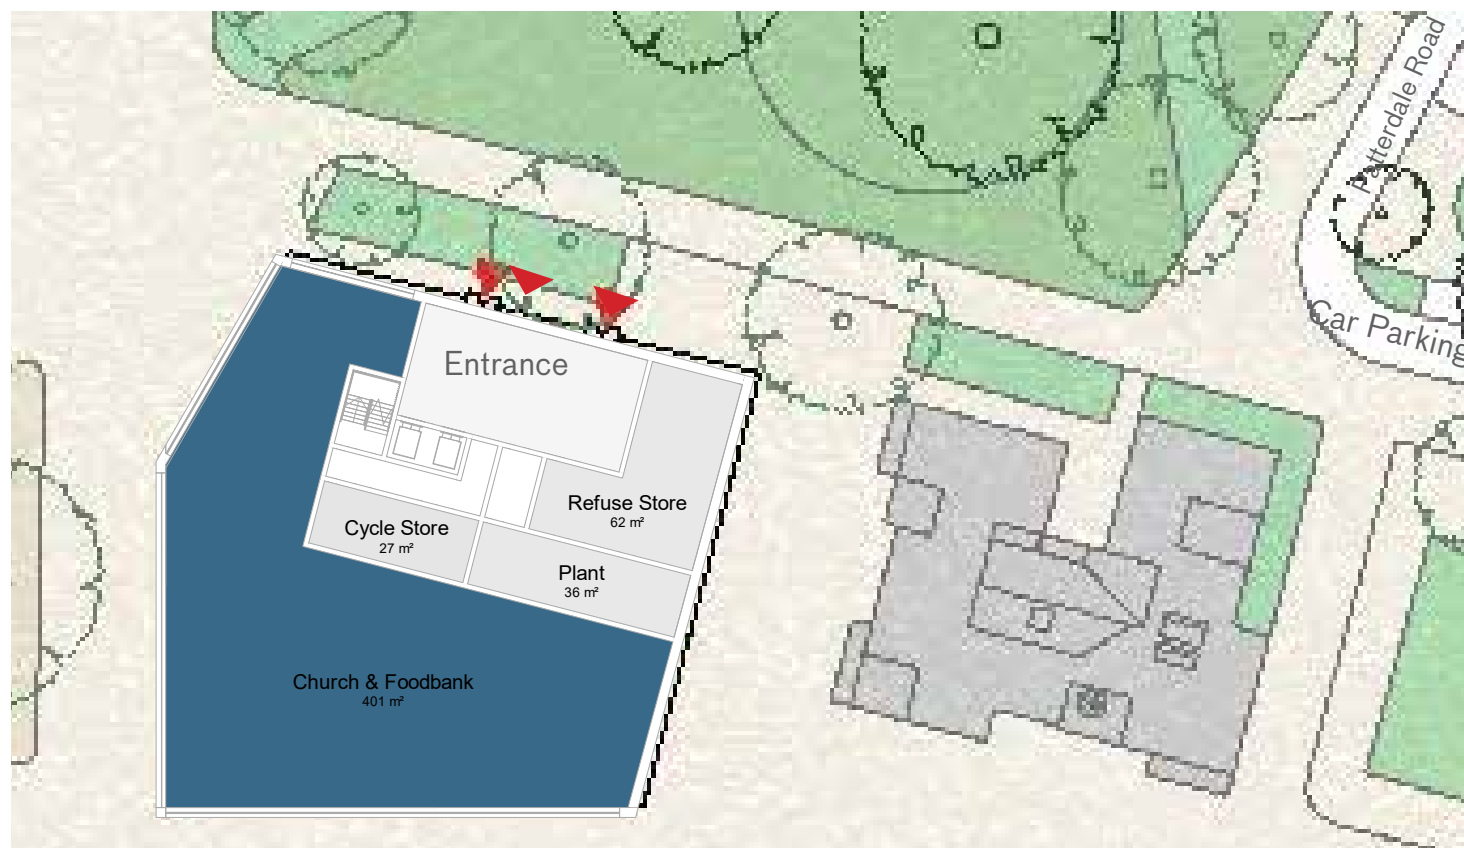 Patterdale Road
Car Parking
Entrance
Refuse Store
62 m²
Cycle Store
27 m²
Plant
36 m²
Church & Foodbank
401 m²